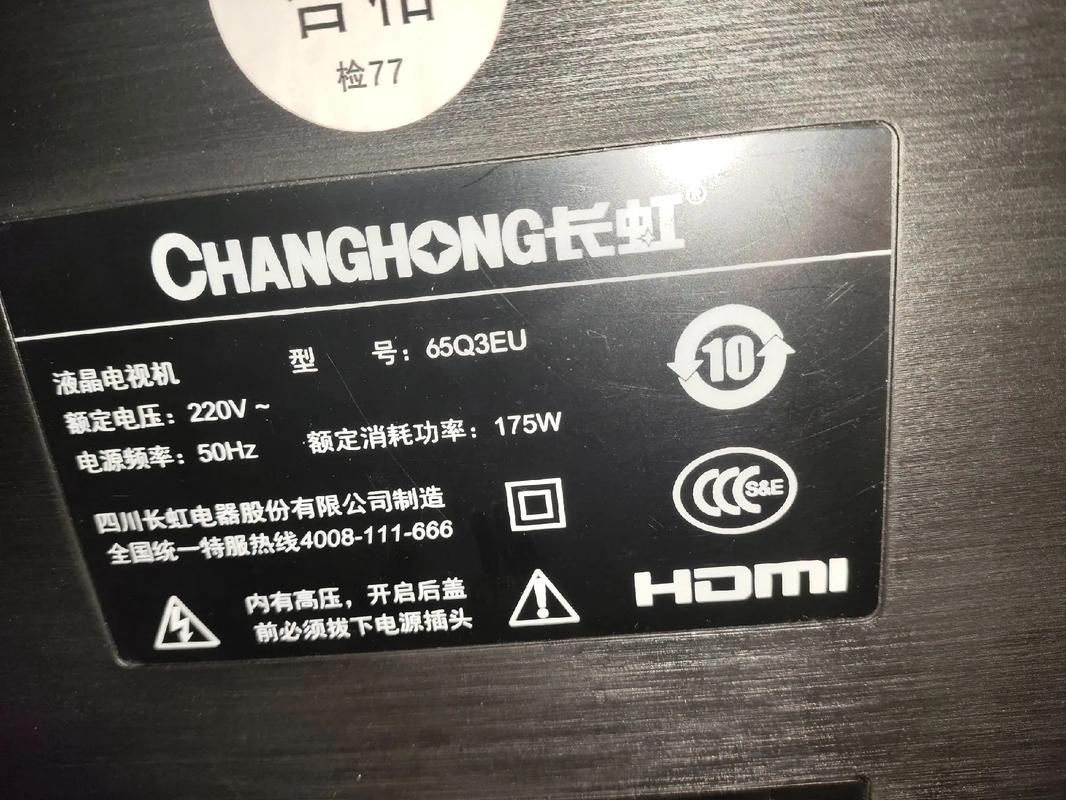 合格
检77
CHANGHONG长虹®
液晶电视机 型 号：65Q3EU
额定电压：220V ~
电源频率：50Hz 额定消耗功率：175W
10
四川长虹电器股份有限公司制造
全国统一特服热线4008-111-666
CCC S&E
内有高压，开启后盖
前必须拔下电源插头
HDMI